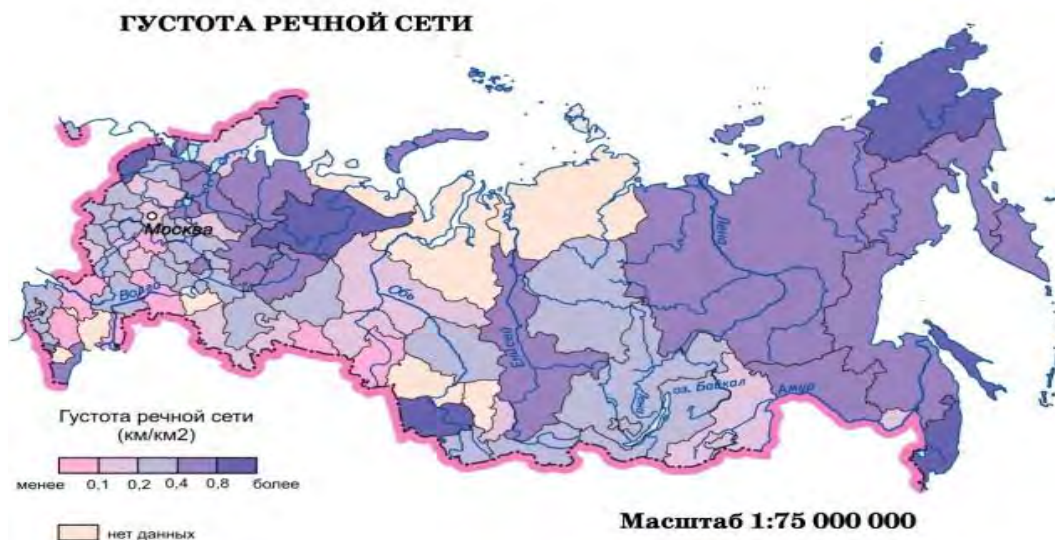 ГУСТОТА РЕЧНОЙ СЕТИ
Москва
Волга
Обь
Енисей
Лена
Лена
оз. Байкал
Амур
Густота речной сети
(км/км2)
менее 0,1 0,2 0,4 0,8 более
нет данных
Масштаб 1:75 000 000